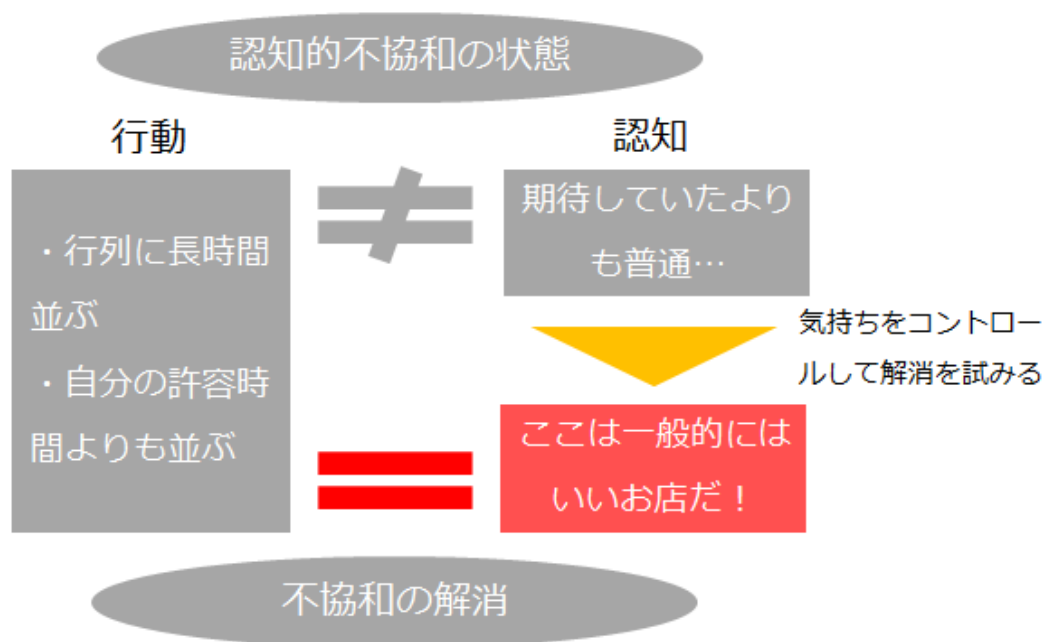 認知的不協和の状態
行動
認知
・行列に長時間
並ぶ
・自分の許容時
間よりも並ぶ
≠
期待していたより
も普通…
気持ちをコントロー
ルして解消を試みる
=
ここは一般的には
いいお店だ！
不協和の解消